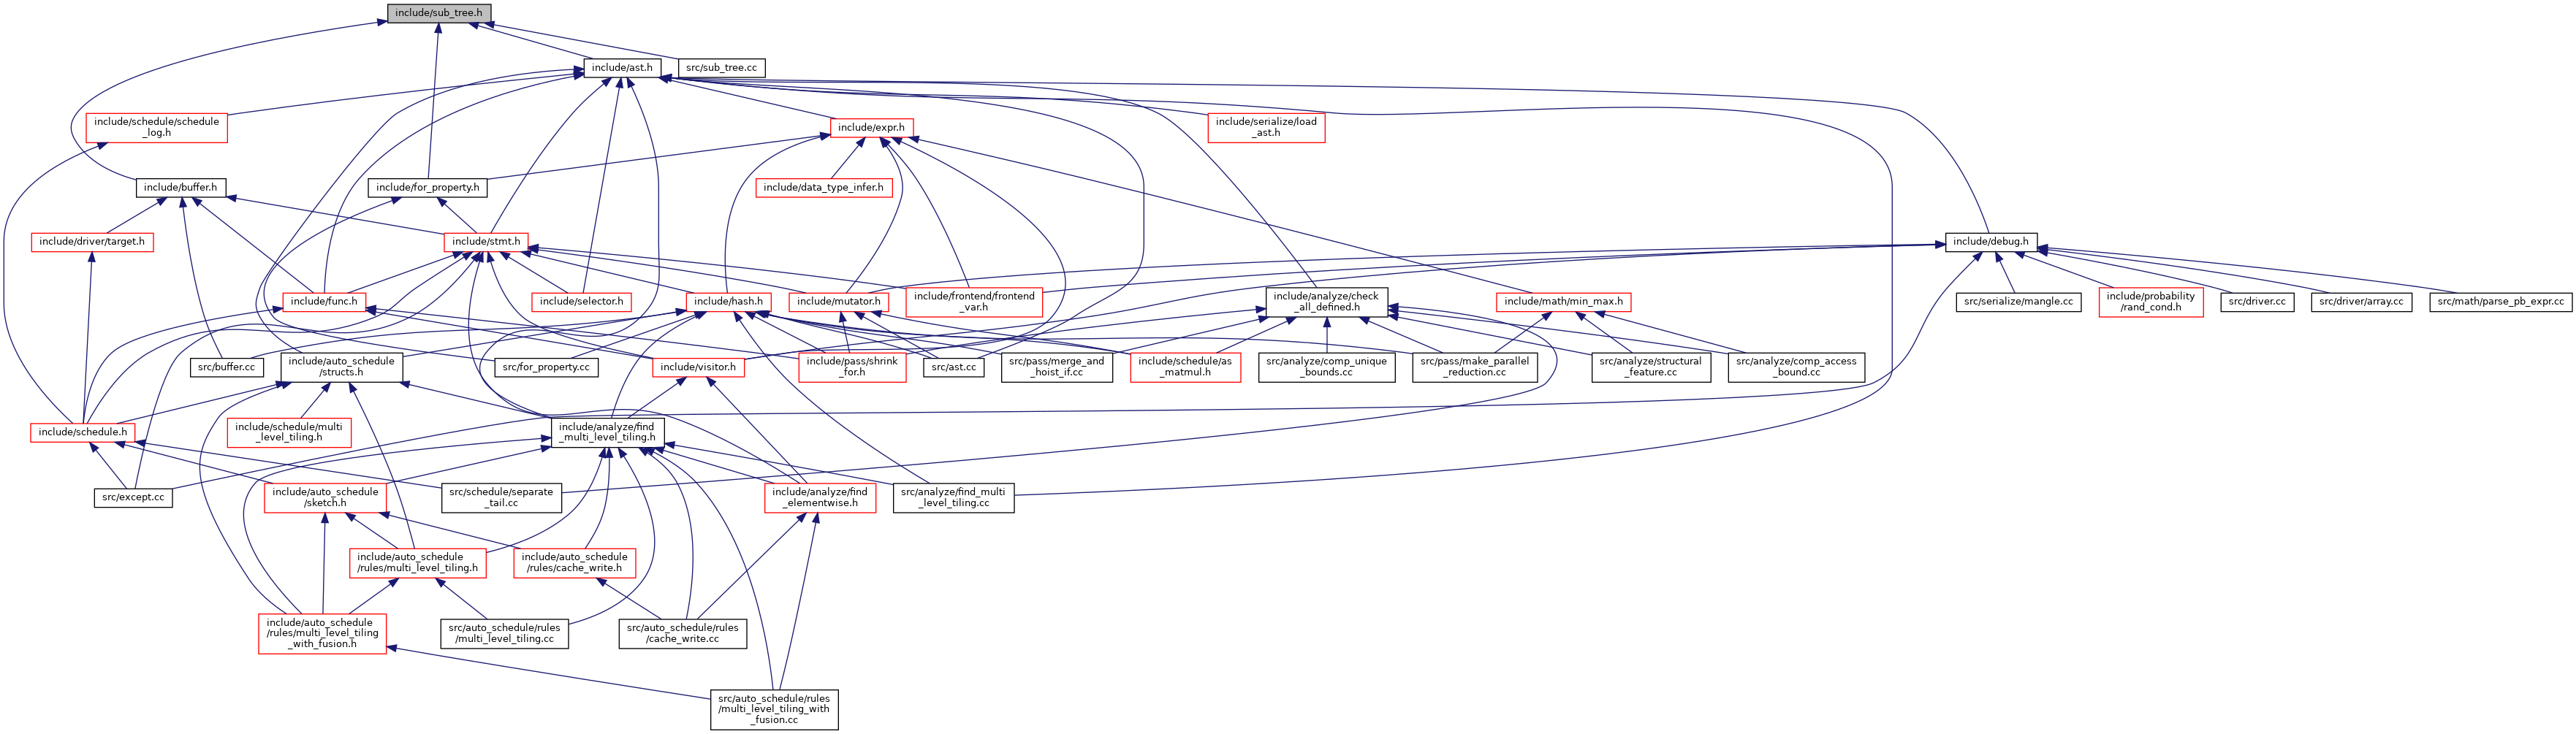 include/sub_tree.h
include/ast.h
src/sub_tree.cc
include/schedule/schedule
_log.h
include/expr.h
include/serialize/load
_ast.h
include/buffer.h
include/for_property.h
include/data_type_infer.h
include/driver/target.h
include/stmt.h
include/debug.h
include/func.h
include/selector.h
include/hash.h
include/mutator.h
include/frontend/frontend
_var.h
include/analyze/check
_all_defined.h
include/math/min_max.h
src/serialize/mangle.cc
include/probability
/rand_cond.h
src/driver.cc
src/driver/array.cc
src/math/parse_pb_expr.cc
src/buffer.cc
include/auto_schedule
/structs.h
src/for_property.cc
include/visitor.h
include/pass/shrink
_for.h
src/ast.cc
src/pass/merge_and
_hoist_if.cc
include/schedule/as
_matmul.h
src/analyze/comp_unique
_bounds.cc
src/pass/make_parallel
_reduction.cc
src/analyze/structural
_feature.cc
src/analyze/comp_access
_bound.cc
include/schedule.h
include/schedule/multi
_level_tiling.h
include/analyze/find
_multi_level_tiling.h
src/except.cc
include/auto_schedule
/sketch.h
src/schedule/separate
_tail.cc
include/analyze/find
_elementwise.h
src/analyze/find_multi
_level_tiling.cc
include/auto_schedule
/rules/multi_level_tiling.h
include/auto_schedule
/rules/cache_write.h
include/auto_schedule
/rules/multi_level_tiling
_with_fusion.h
src/auto_schedule/rules
/multi_level_tiling.cc
src/auto_schedule/rules
/cache_write.cc
src/auto_schedule/rules
/multi_level_tiling_with
_fusion.cc